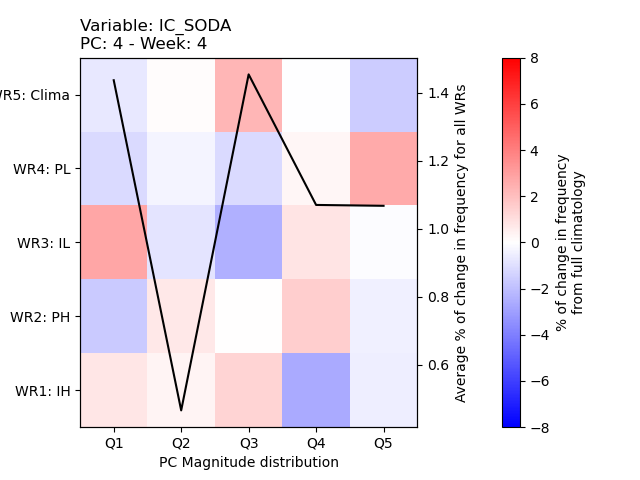 Variable: IC_SODA
PC: 4 - Week: 4
WR5: Clima
WR4: PL
WR3: IL
WR2: PH
WR1: IH
Q1 Q2 Q3 Q4 Q5
PC Magnitude distribution
1.4
1.2
1.0
0.8
0.6
Average % of change in frequency for all WRs
8
6
4
2
0
−2
−4
−6
−8
% of change in frequency
from full climatology